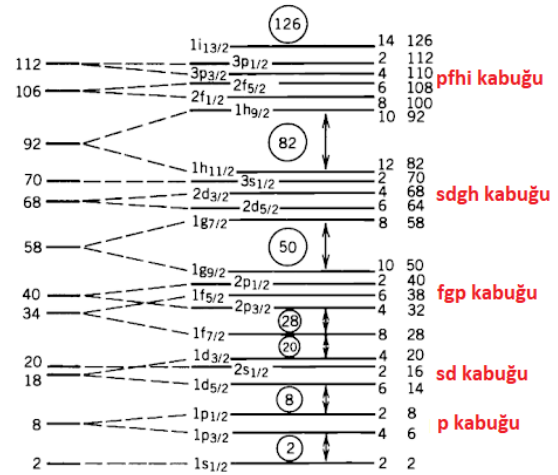 126
1i13/2 14 126
112 3p1/2 2 112
3p3/2 4 110 pfhi kabuğu
106 2f5/2 6 108
2f1/2 8 100
1h9/2 10 92
92 82
1h11/2 12 82
70 3s1/2 2 70
68 2d3/2 4 68 sdgh kabuğu
2d5/2 6 64
1g7/2 8 58
58 50
1g9/2 10 50
40 2p1/2 2 40
1f5/2 6 38 fgp kabuğu
34 2p3/2 4 32
28
1f7/2 8 28
20
20 1d3/2 4 20
18 2s1/2 2 16 sd kabuğu
1d5/2 6 14
8
8 1p1/2 2 8 p kabuğu
1p3/2 4 6
2
2 1s1/2 2 2